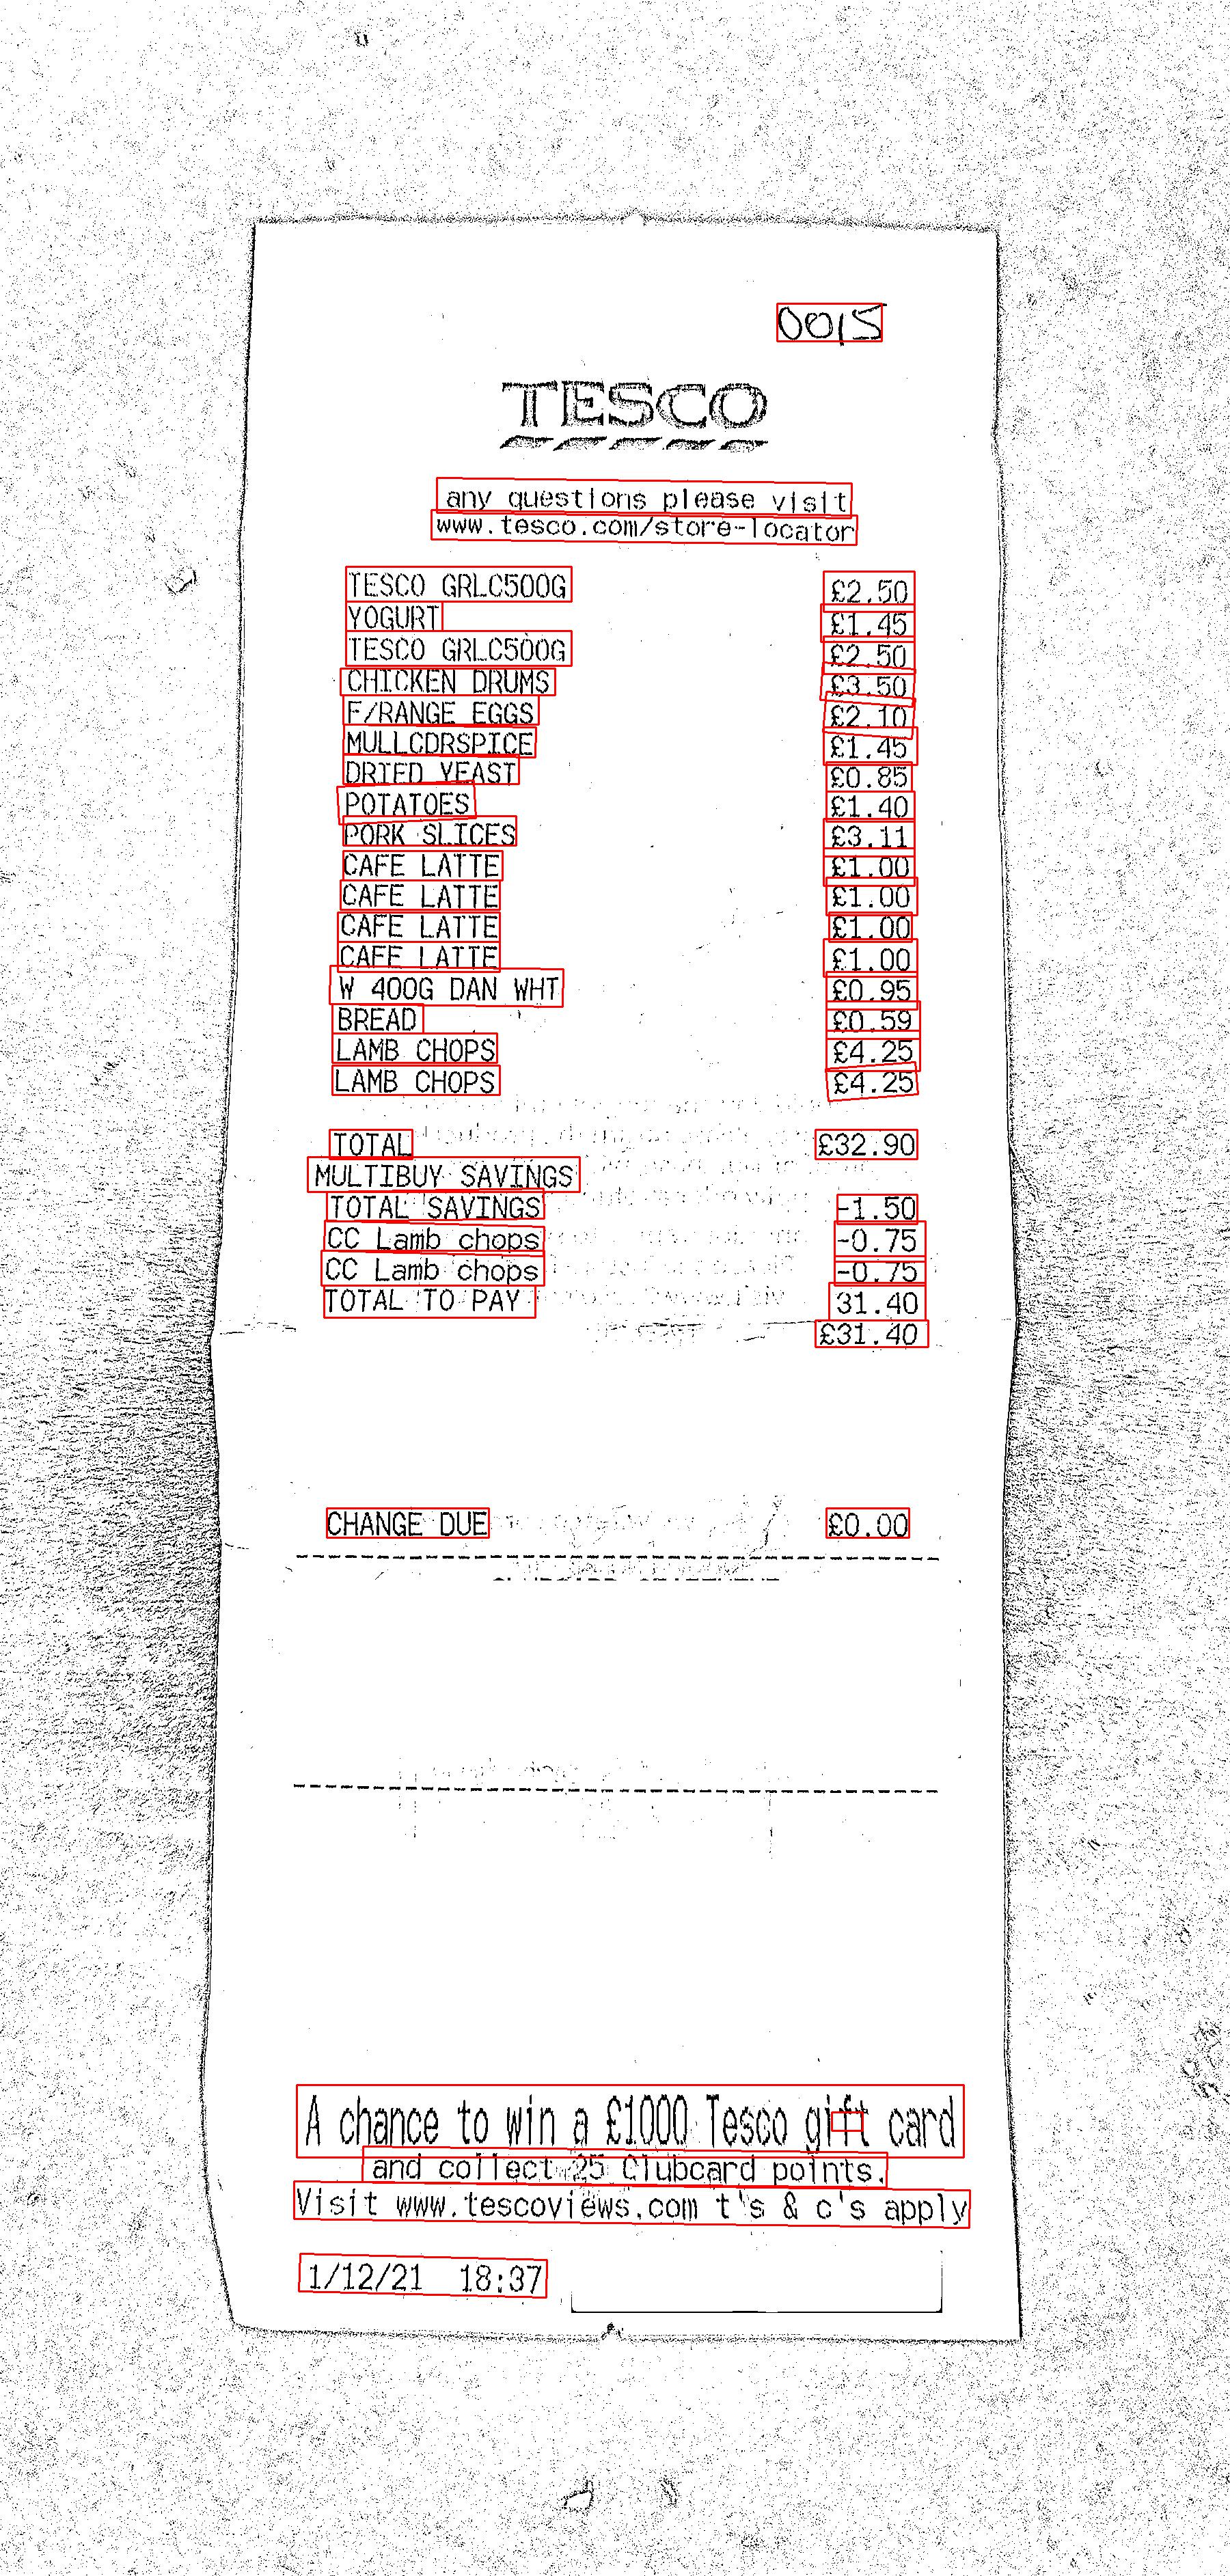 0015
TESCO
any questions please visit
www.tesco.com/store-locator
TESCO GRLC500G £2.50
YOGURT £1.45
TESCO GRLC500G £2.50
CHICKEN DRUMS £3.50
F/RANGE EGGS £2.10
MULLCDRSPICE £1.45
DRIED YEAST £0.85
POTATOES £1.40
PORK SLICES £3.11
CAFE LATTE £1.00
CAFE LATTE £1.00
CAFE LATTE £1.00
CAFE LATTE £1.00
W 400G DAN WHT £0.95
BREAD £0.59
LAMB CHOPS £4.25
LAMB CHOPS £4.25
TOTAL £32.90
MULTIBUY SAVINGS
TOTAL SAVINGS -1.50
CC Lamb chops -0.75
CC Lamb chops -0.75
TOTAL TO PAY 31.40
£31.40
CHANGE DUE £0.00
A chance to win a £1000 Tesco gift card
and collect 25 Clubcard points.
Visit www.tescoviews.com t's & c's apply
1/12/21 18:37